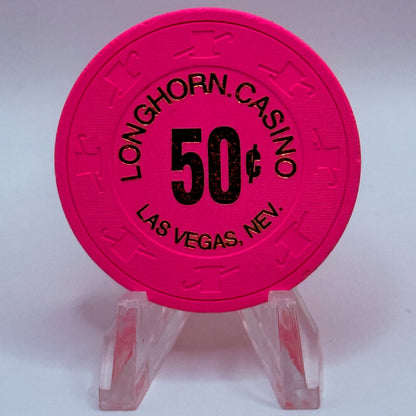 LONGHORN CASINO
50¢
LAS VEGAS, NEV.